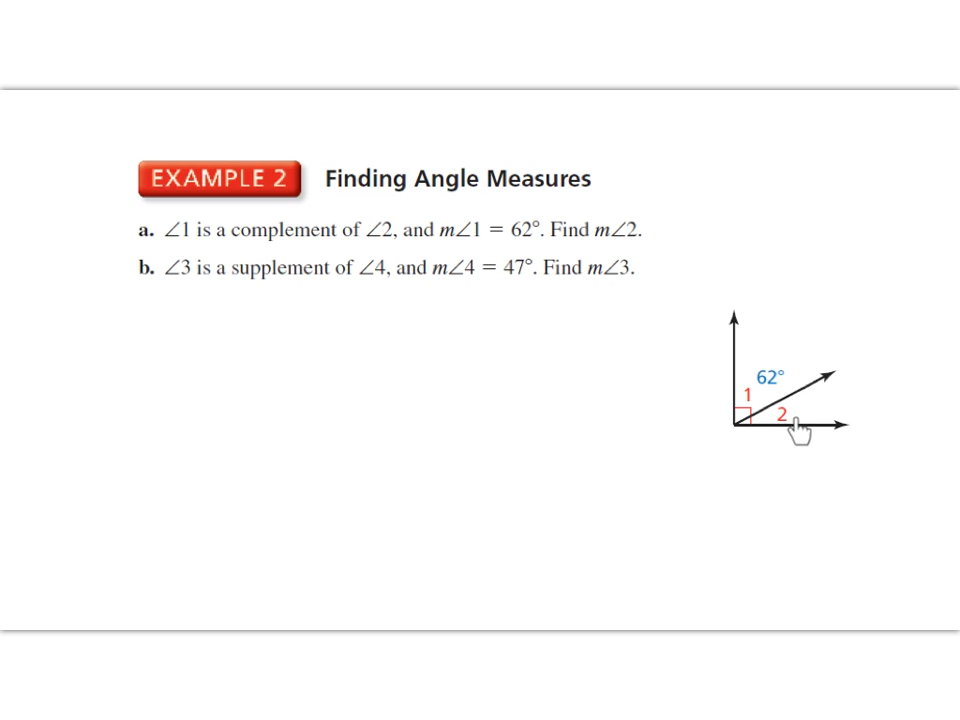 EXAMPLE 2 Finding Angle Measures
a. ∠1 is a complement of ∠2, and m∠1 = 62°. Find m∠2.
b. ∠3 is a supplement of ∠4, and m∠4 = 47°. Find m∠3.
62°
1
2